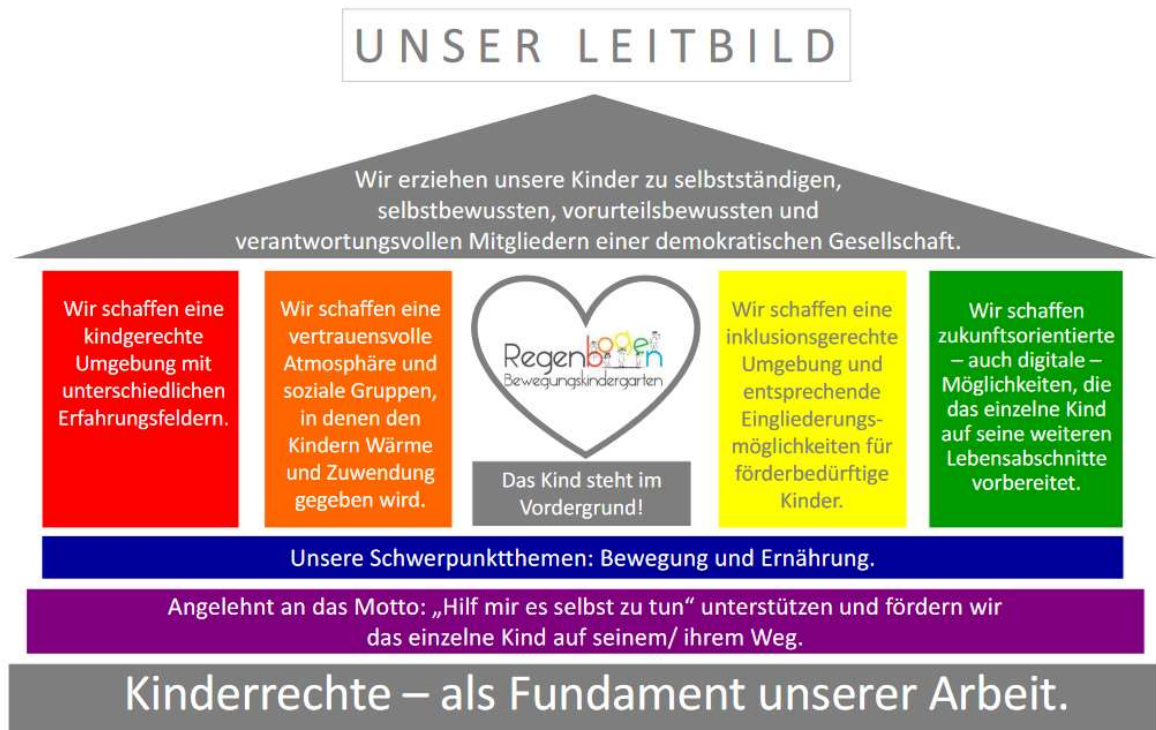 UNSER LEITBILD
Wir erziehen unsere Kinder zu selbstständigen,
selbstbewussten, vorurteilsbewussten und
verantwortungsvollen Mitgliedern einer demokratischen Gesellschaft.
Wir schaffen eine
kindgerechte
Umgebung mit
unterschiedlichen
Erfahrungsfeldern.
Wir schaffen eine
vertrauensvolle
Atmosphäre und
soziale Gruppen,
in denen den
Kindern Wärme
und Zuwendung
gegeben wird.
Regenbogen
Bewegungskindergarten
Das Kind steht im
Vordergrund!
Wir schaffen eine
inklusionsgerechte
Umgebung und
entsprechende
Eingliederungs-
möglichkeiten für
förderbedürftige
Kinder.
Wir schaffen
zukunftsorientierte
– auch digitale –
Möglichkeiten, die
das einzelne Kind
auf seine weiteren
Lebensabschnitte
vorbereitet.
Unsere Schwerpunktthemen: Bewegung und Ernährung.
Angelehnt an das Motto: „Hilf mir es selbst zu tun“ unterstützen und fördern wir
das einzelne Kind auf seinem/ ihrem Weg.
Kinderrechte – als Fundament unserer Arbeit.